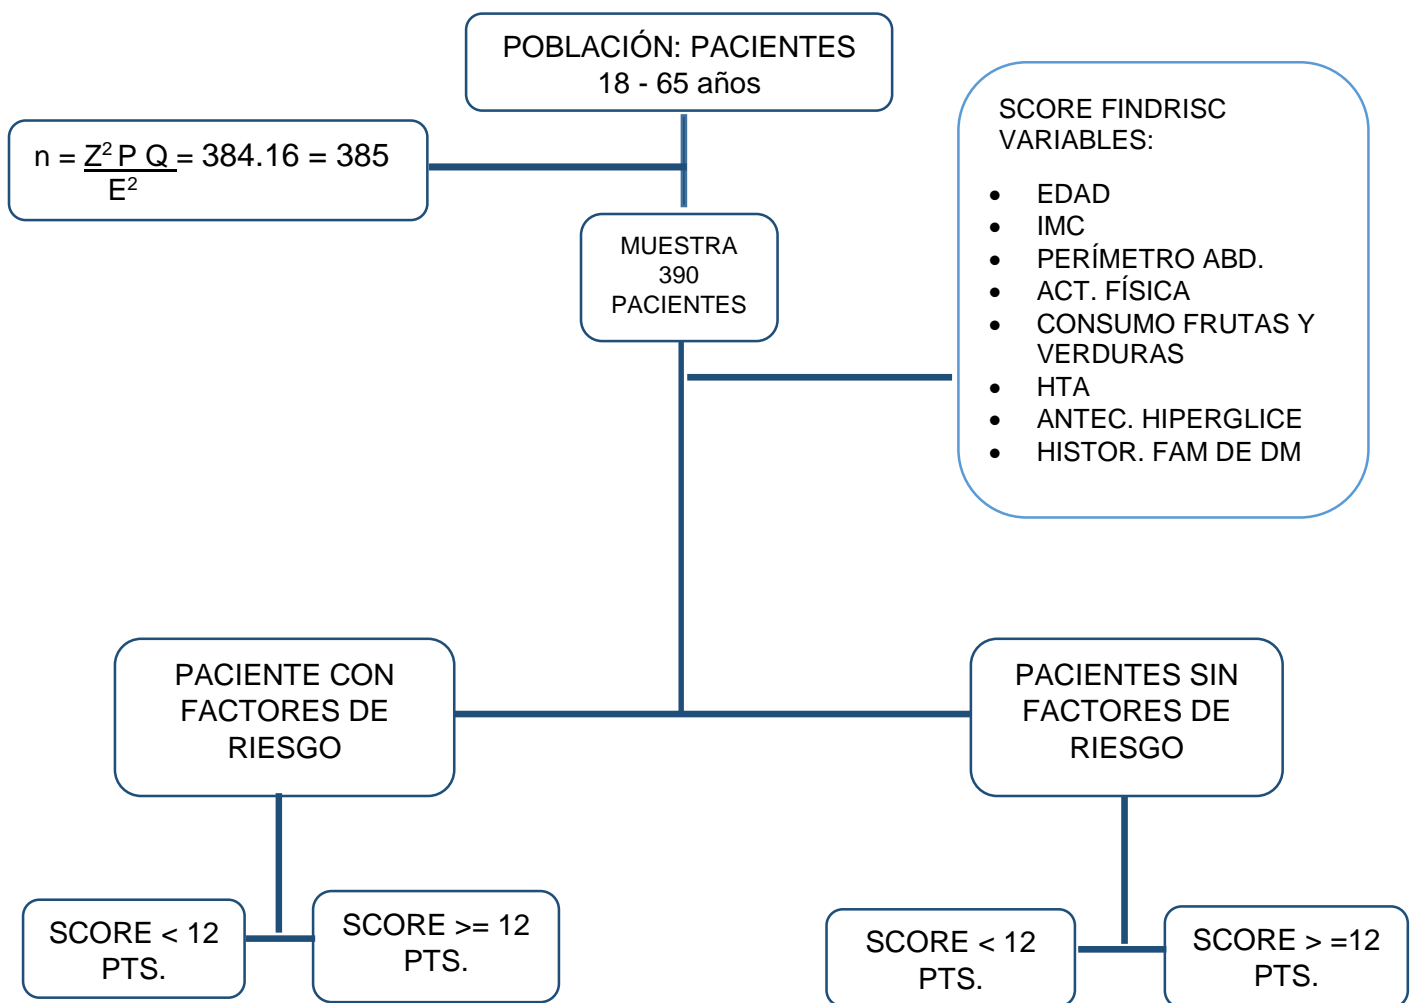 POBLACIÓN: PACIENTES
18 - 65 años
n = Z² P Q = 384.16 = 385
E²
MUESTRA
390
PACIENTES
SCORE FINDRISC
VARIABLES:
• EDAD
• IMC
• PERÍMETRO ABD.
• ACT. FÍSICA
• CONSUMO FRUTAS Y
VERDURAS
• HTA
• ANTEC. HIPERGLICE
• HISTOR. FAM DE DM
PACIENTE CON
FACTORES DE
RIESGO
PACIENTES SIN
FACTORES DE
RIESGO
SCORE < 12
PTS.
SCORE >= 12
PTS.
SCORE < 12
PTS.
SCORE > =12
PTS.